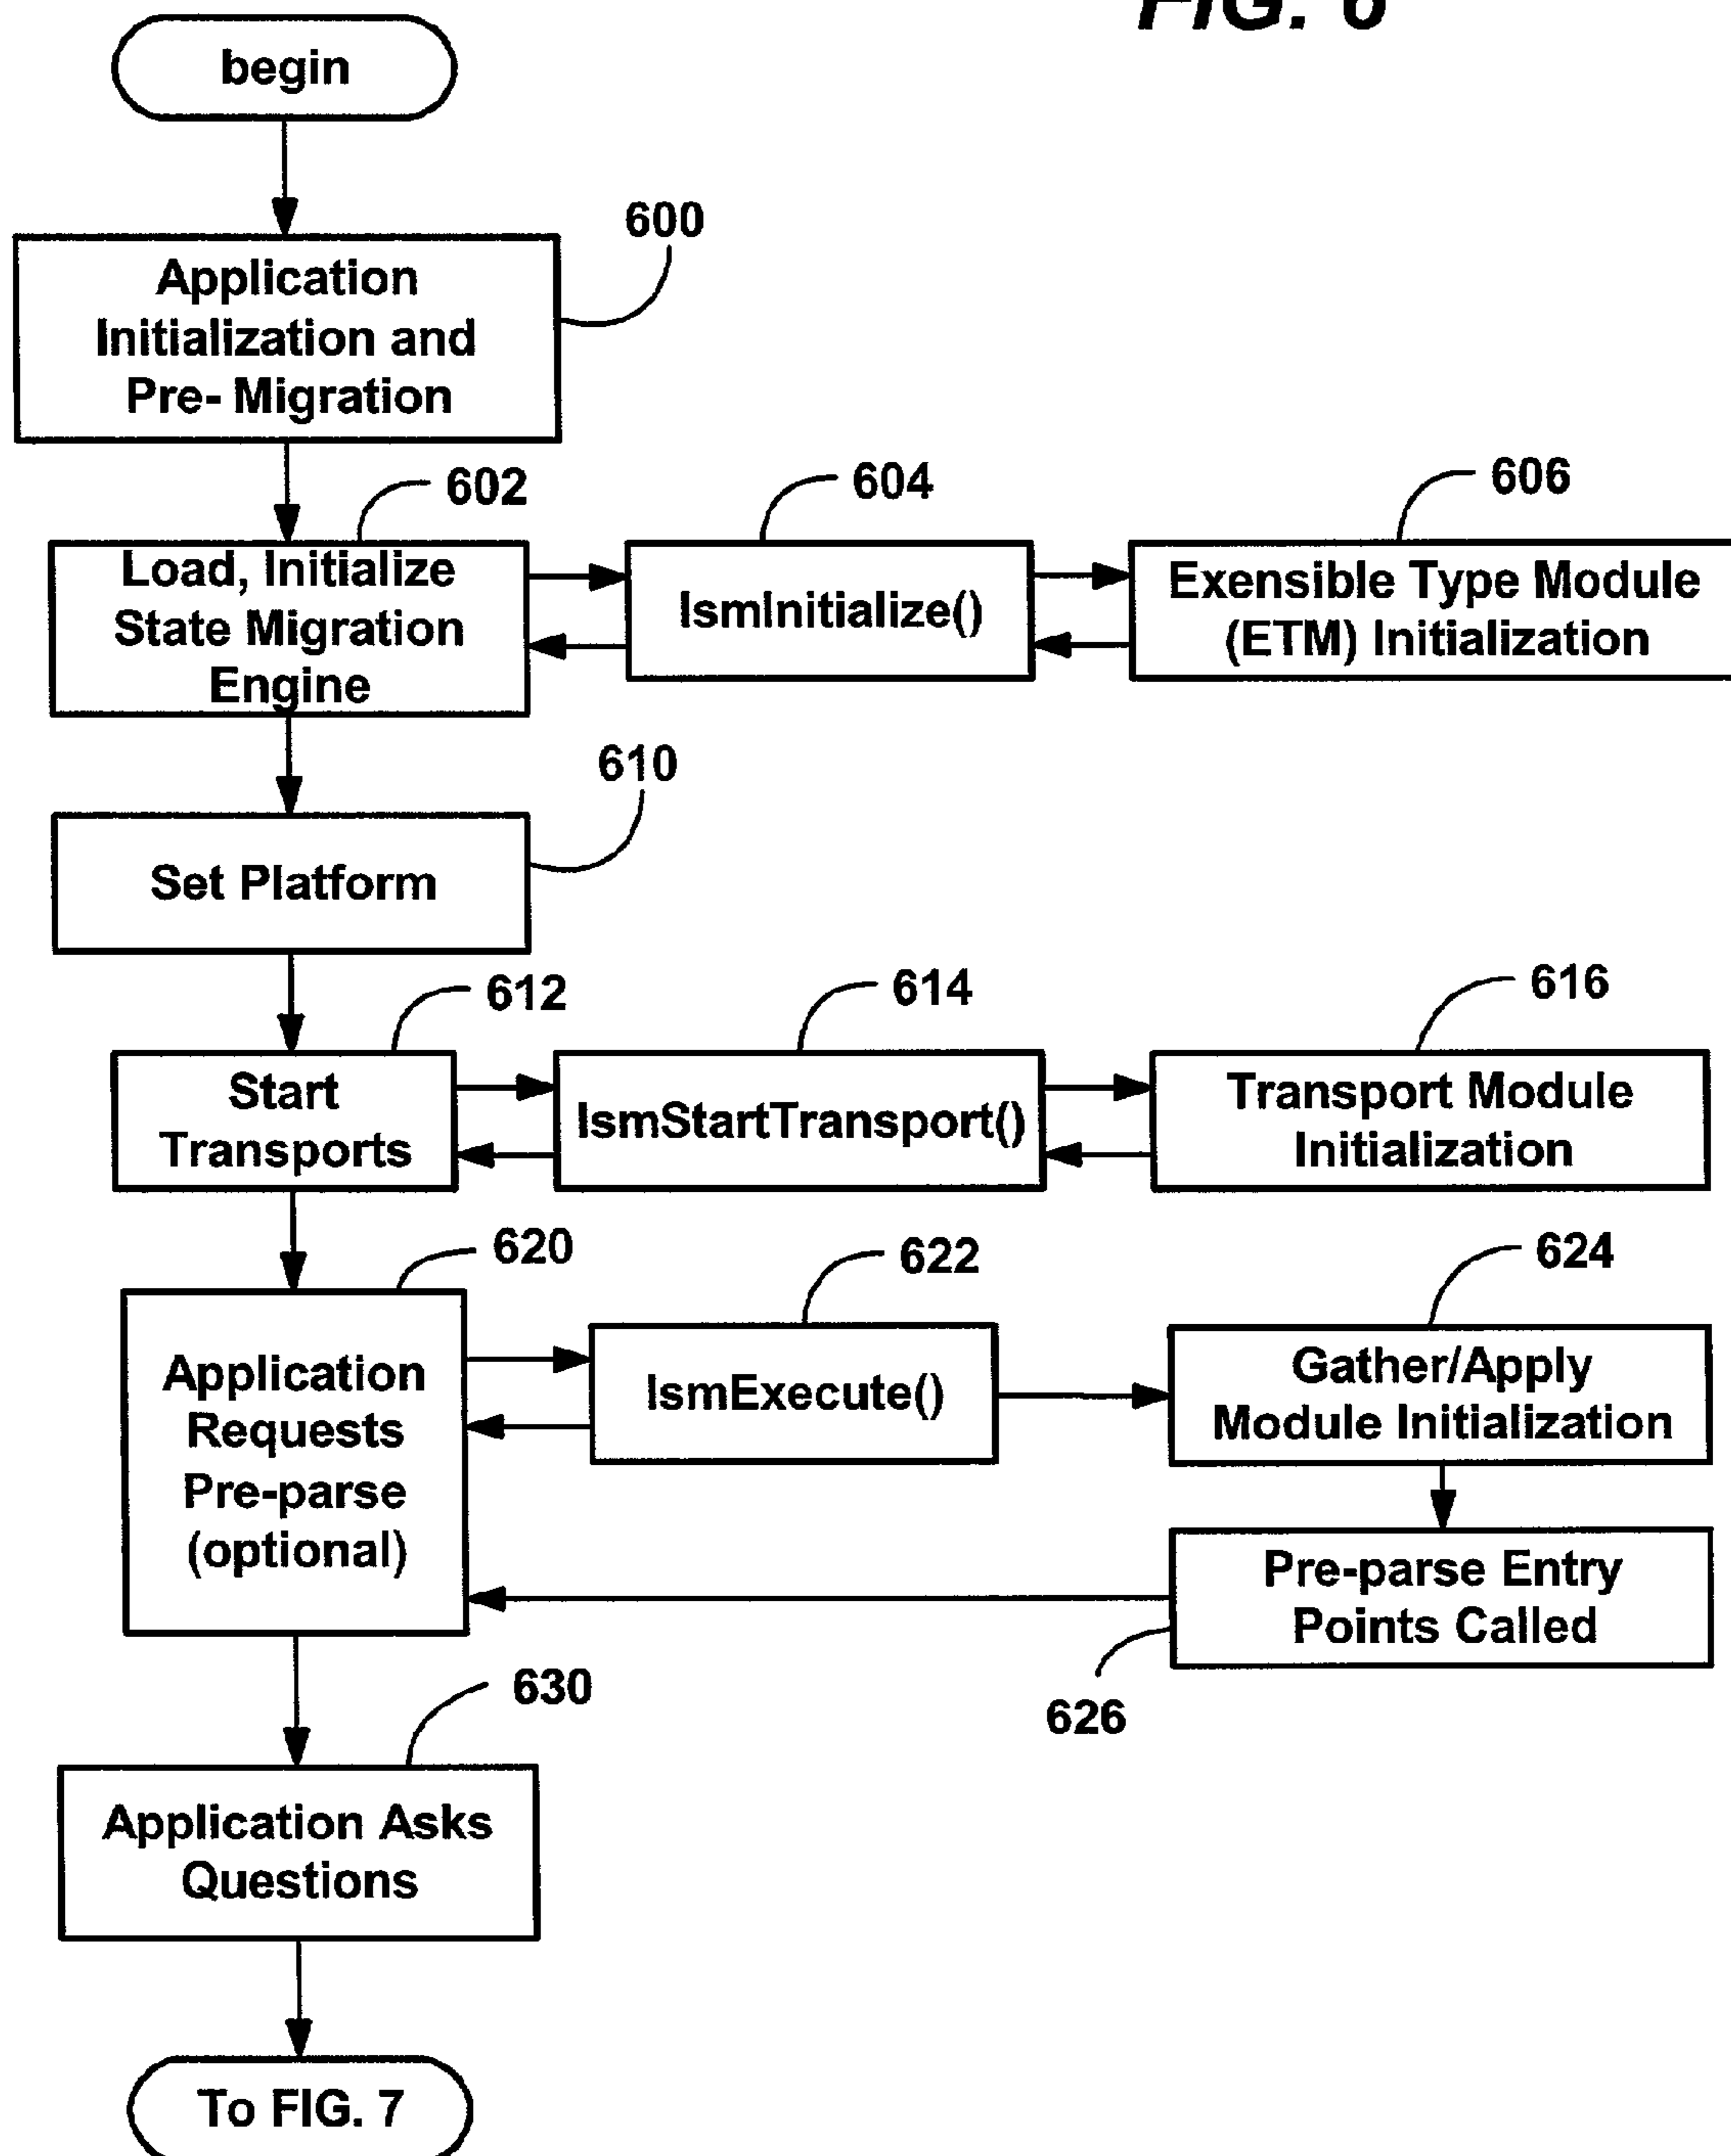 FIG. 6
begin
600
Application
Initialization and
Pre- Migration
602
604
606
Load, Initialize
State Migration
Engine
IsmInitialize()
Exensible Type Module
(ETM) Initialization
610
Set Platform
612
614
616
Start
Transports
IsmStartTransport()
Transport Module
Initialization
620
622
624
Application
Requests
Pre-parse
(optional)
IsmExecute()
Gather/Apply
Module Initialization
Pre-parse Entry
Points Called
626
630
Application Asks
Questions
To FIG. 7